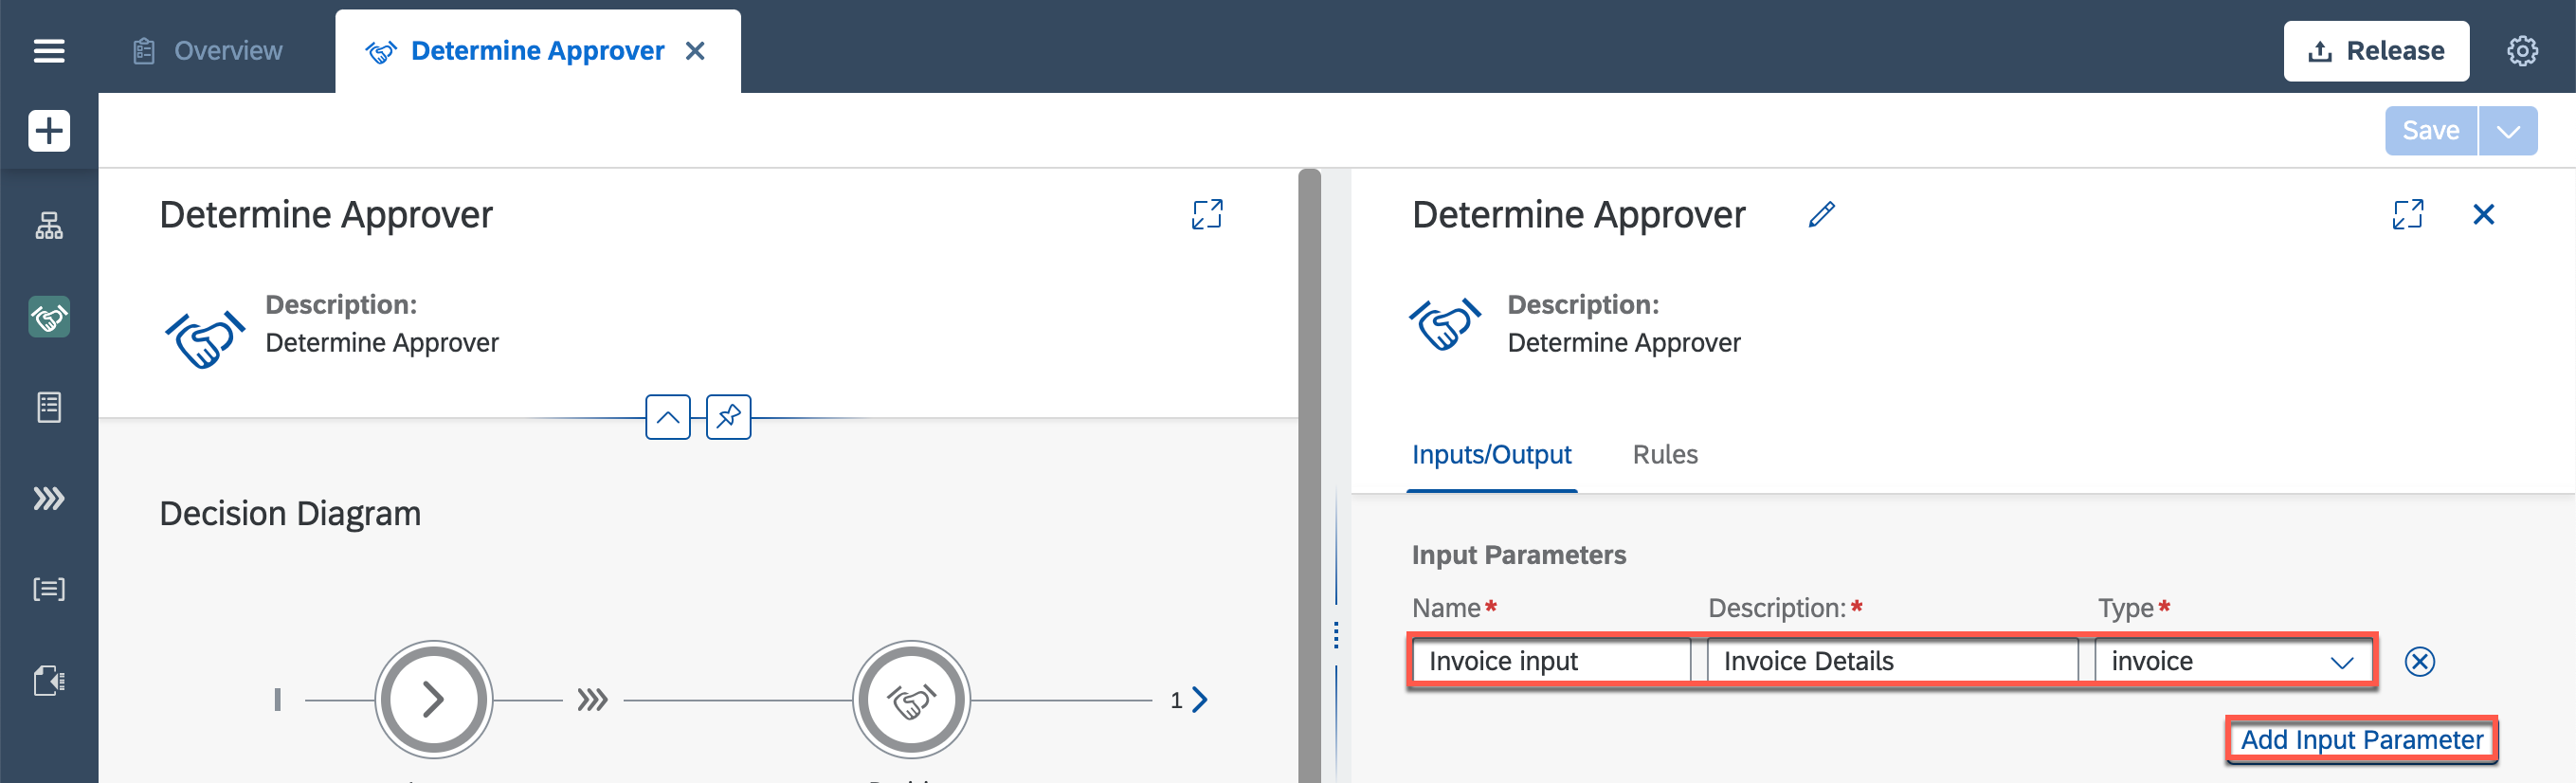 Overview
Determine Approver
Release
Save
Determine Approver
Description:
Determine Approver
Decision Diagram
1
Determine Approver
Description:
Determine Approver
Inputs/Output Rules
Input Parameters
Name* Description:* Type*
Invoice input Invoice Details invoice
Add Input Parameter